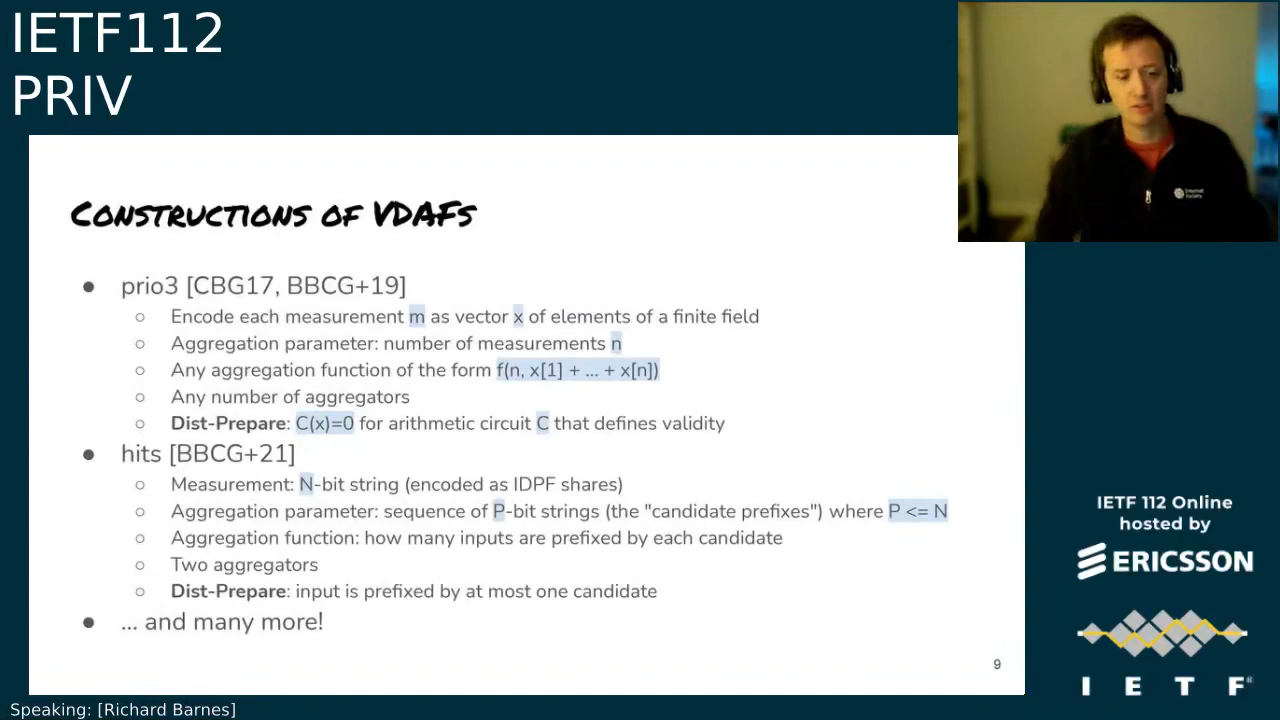 IETF112
PRIV
Internet
Society
Constructions of VDAFs
● prio3 [CBG17, BBCG+19]
○ Encode each measurement m as vector x of elements of a finite field
○ Aggregation parameter: number of measurements n
○ Any aggregation function of the form f(n, x[1] + ... + x[n])
○ Any number of aggregators
○ Dist-Prepare: C(x)=0 for arithmetic circuit C that defines validity
● hits [BBCG+21]
○ Measurement: N-bit string (encoded as IDPF shares)
○ Aggregation parameter: sequence of P-bit strings (the "candidate prefixes") where P <= N
○ Aggregation function: how many inputs are prefixed by each candidate
○ Two aggregators
○ Dist-Prepare: input is prefixed by at most one candidate
● ... and many more!
9
IETF 112 Online
hosted by
ERICSSON
I E T F®
Speaking: [Richard Barnes]